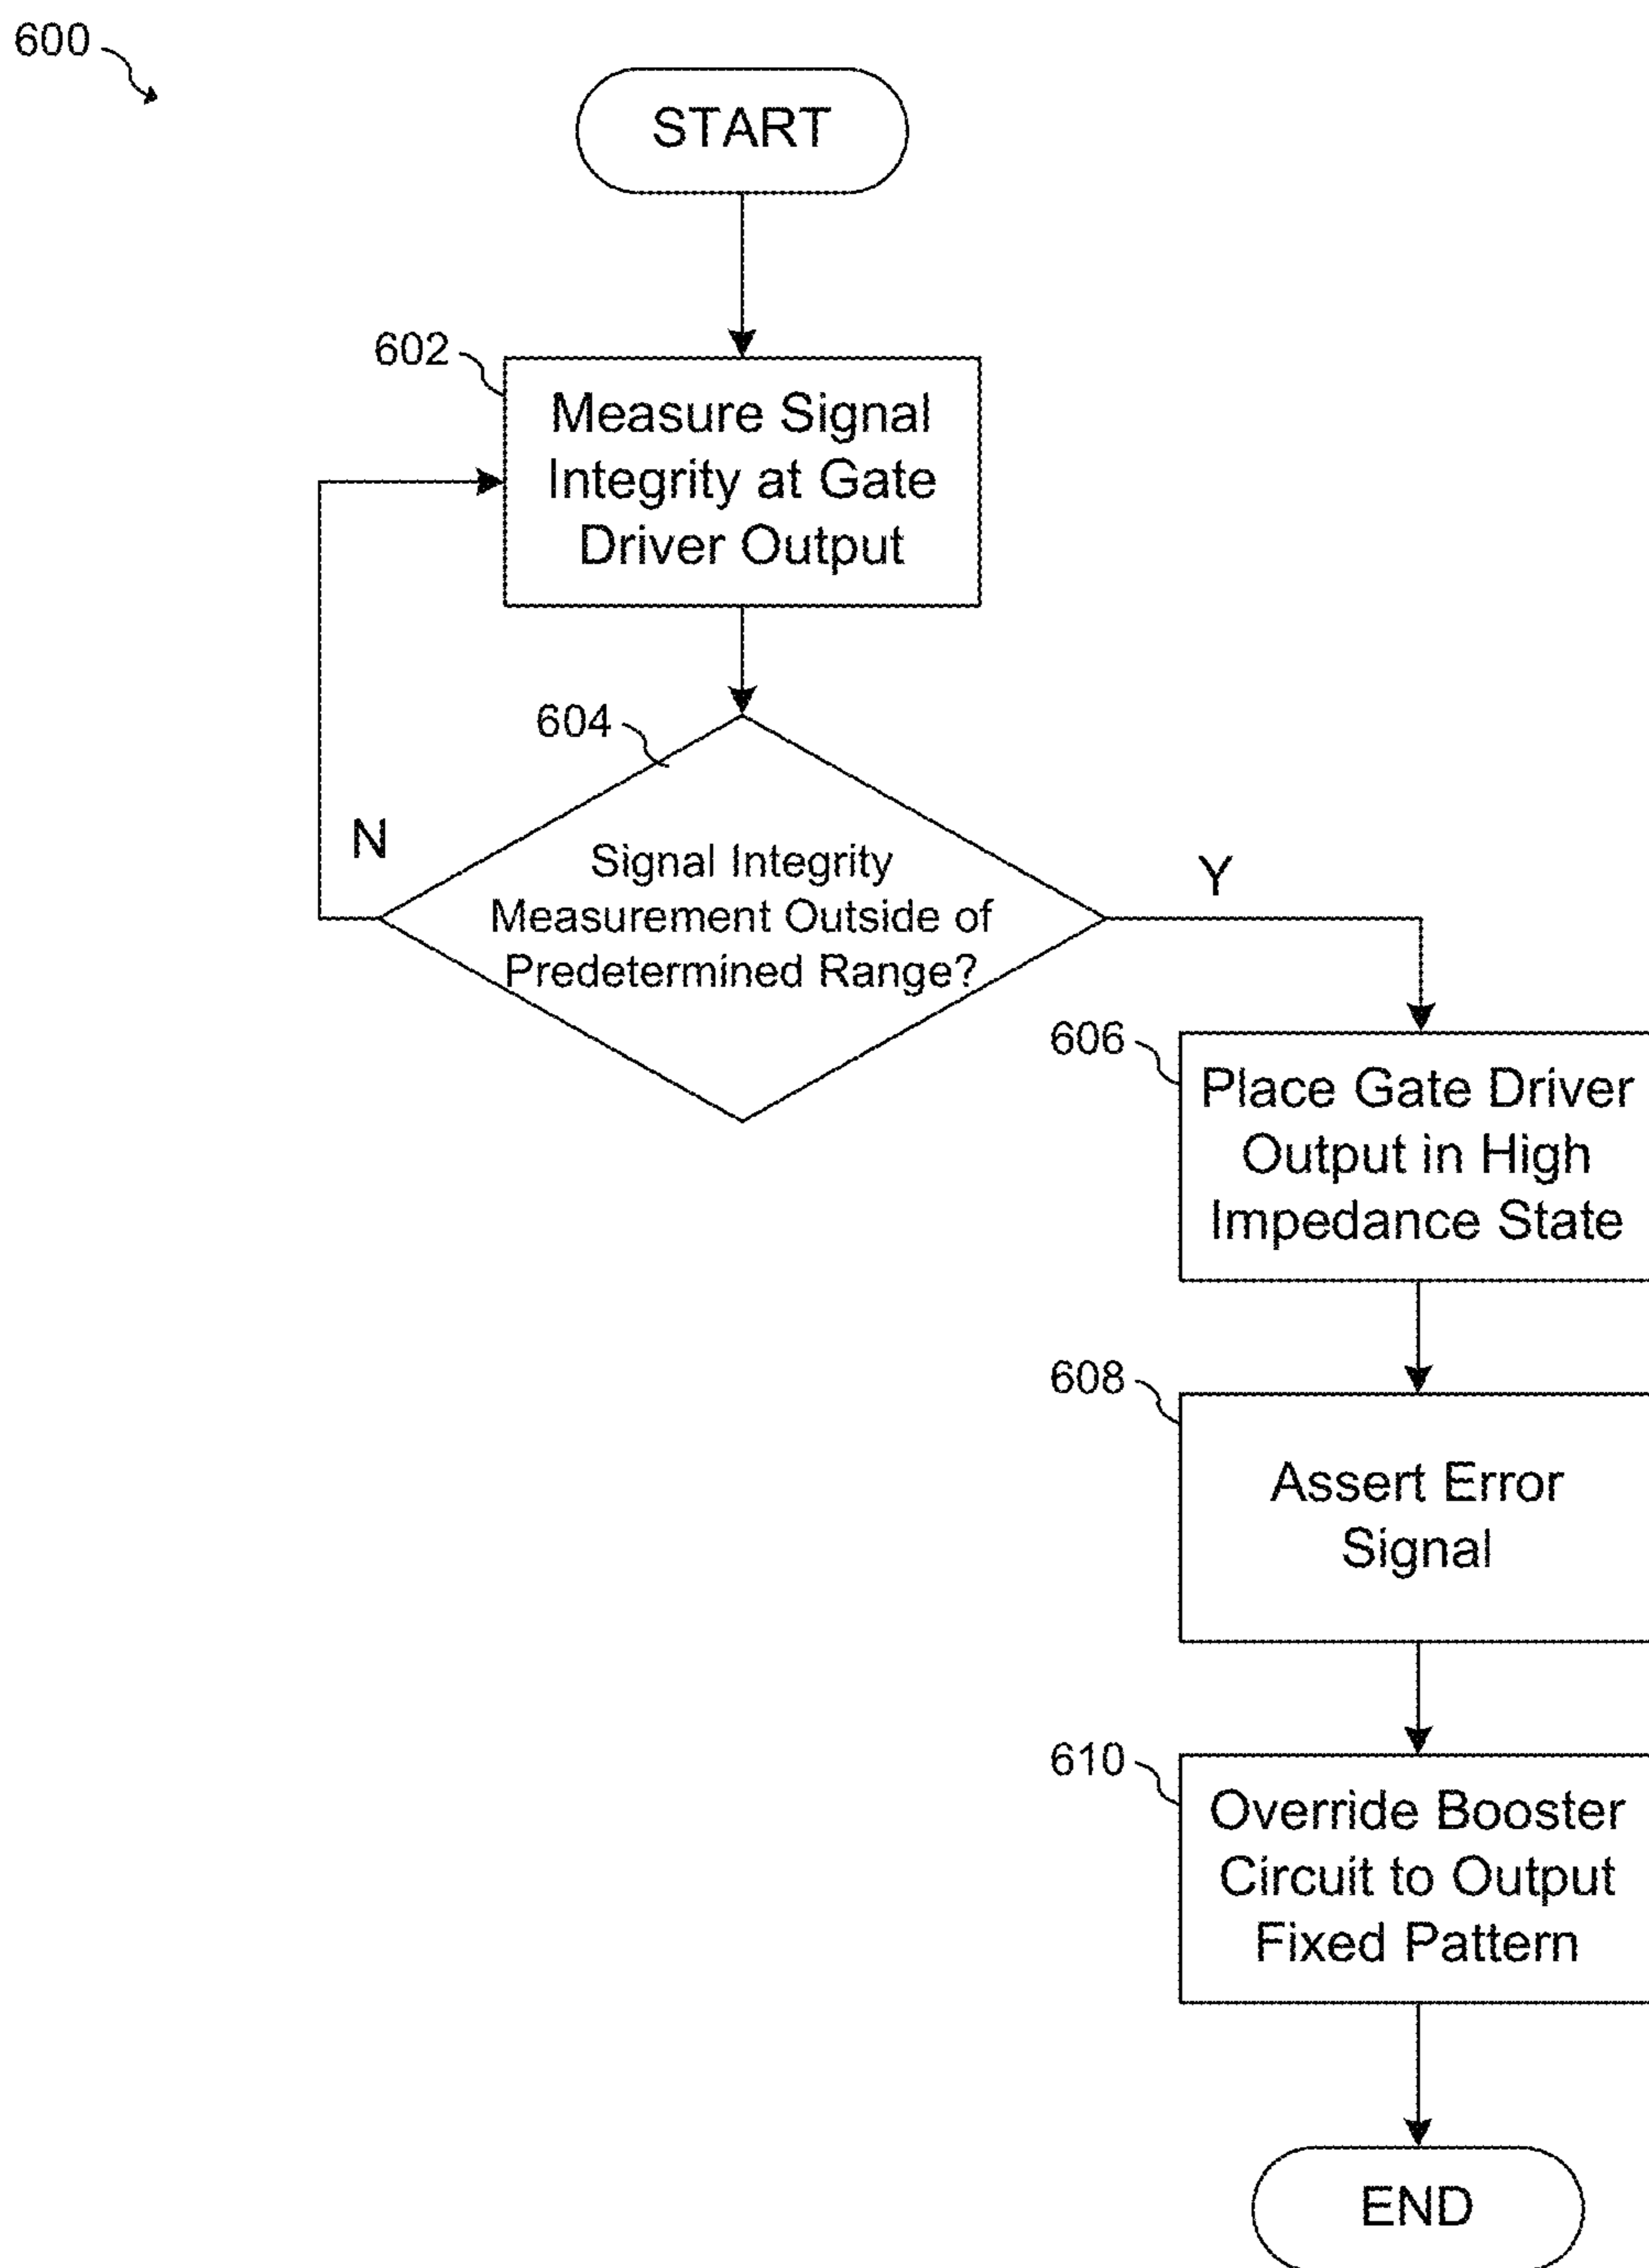 600
START
602
Measure Signal
Integrity at Gate
Driver Output
604
N
Signal Integrity
Measurement Outside of
Predetermined Range?
Y
606
Place Gate Driver
Output in High
Impedance State
608
Assert Error
Signal
610
Override Booster
Circuit to Output
Fixed Pattern
END